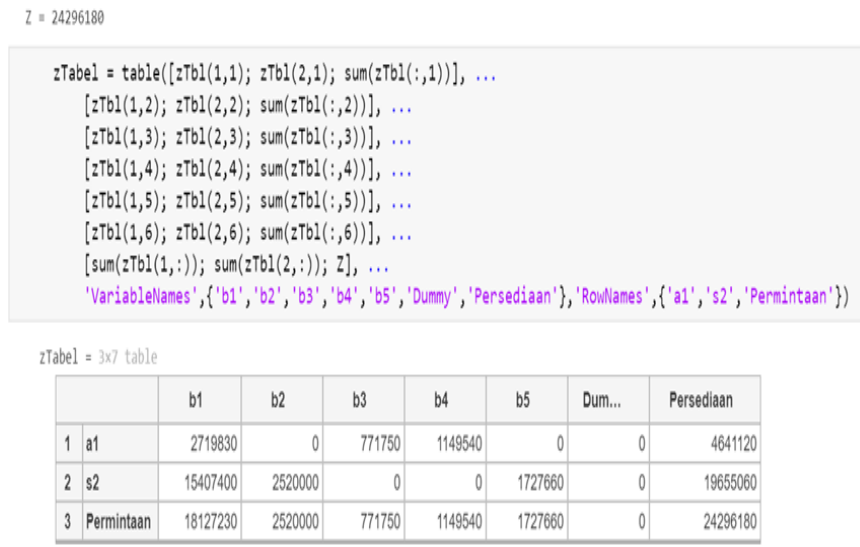 Z = 24296180
zTabel = table([zTbl(1,1); zTbl(2,1); sum(zTbl(:,1))], ...
[zTbl(1,2); zTbl(2,2); sum(zTbl(:,2))], ...
[zTbl(1,3); zTbl(2,3); sum(zTbl(:,3))], ...
[zTbl(1,4); zTbl(2,4); sum(zTbl(:,4))], ...
[zTbl(1,5); zTbl(2,5); sum(zTbl(:,5))], ...
[zTbl(1,6); zTbl(2,6); sum(zTbl(:,6))], ...
[sum(zTbl(1,:)); sum(zTbl(2,:)); Z], ...
'VariableNames',{'b1','b2','b3','b4','b5','Dummy','Persediaan'},'RowNames',{'a1','s2','Permintaan'})
zTabel = 3x7 table
b1 b2 b3 b4 b5 Dum... Persediaan
1 a1 2719830 0 771750 1149540 0 0 4641120
2 s2 15407400 2520000 0 0 1727660 0 19655060
3 Permintaan 18127230 2520000 771750 1149540 1727660 0 24296180